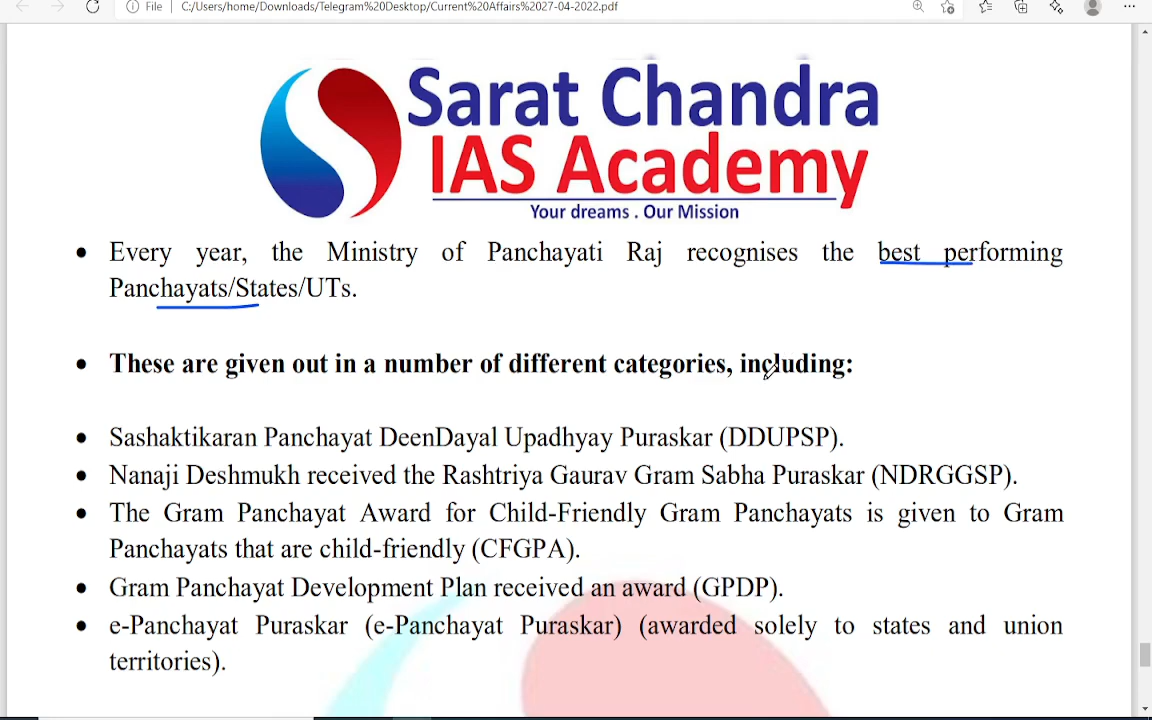 File | C:/Users/home/Downloads/Telegram%20Desktop/Current%20Affairs%2027-04-2022.pdf
Sarat Chandra
IAS Academy
Your dreams . Our Mission
• Every year, the Ministry of Panchayati Raj recognises the best performing
Panchayats/States/UTs.
• These are given out in a number of different categories, including:
• Sashaktikaran Panchayat DeenDayal Upadhyay Puraskar (DDUPSP).
• Nanaji Deshmukh received the Rashtriya Gaurav Gram Sabha Puraskar (NDRGGSP).
• The Gram Panchayat Award for Child-Friendly Gram Panchayats is given to Gram
Panchayats that are child-friendly (CFGPA).
• Gram Panchayat Development Plan received an award (GPDP).
• e-Panchayat Puraskar (e-Panchayat Puraskar) (awarded solely to states and union
territories).